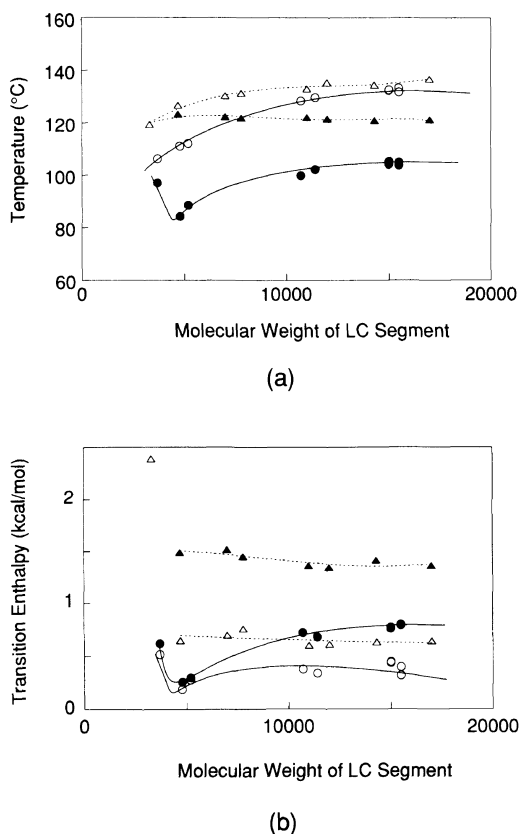 160
140
120
100
80
60
Temperature (°C)
0
10000
20000
Molecular Weight of LC Segment
(a)
2
1
0
Transition Enthalpy (kcal/mol)
0
10000
20000
Molecular Weight of LC Segment
(b)